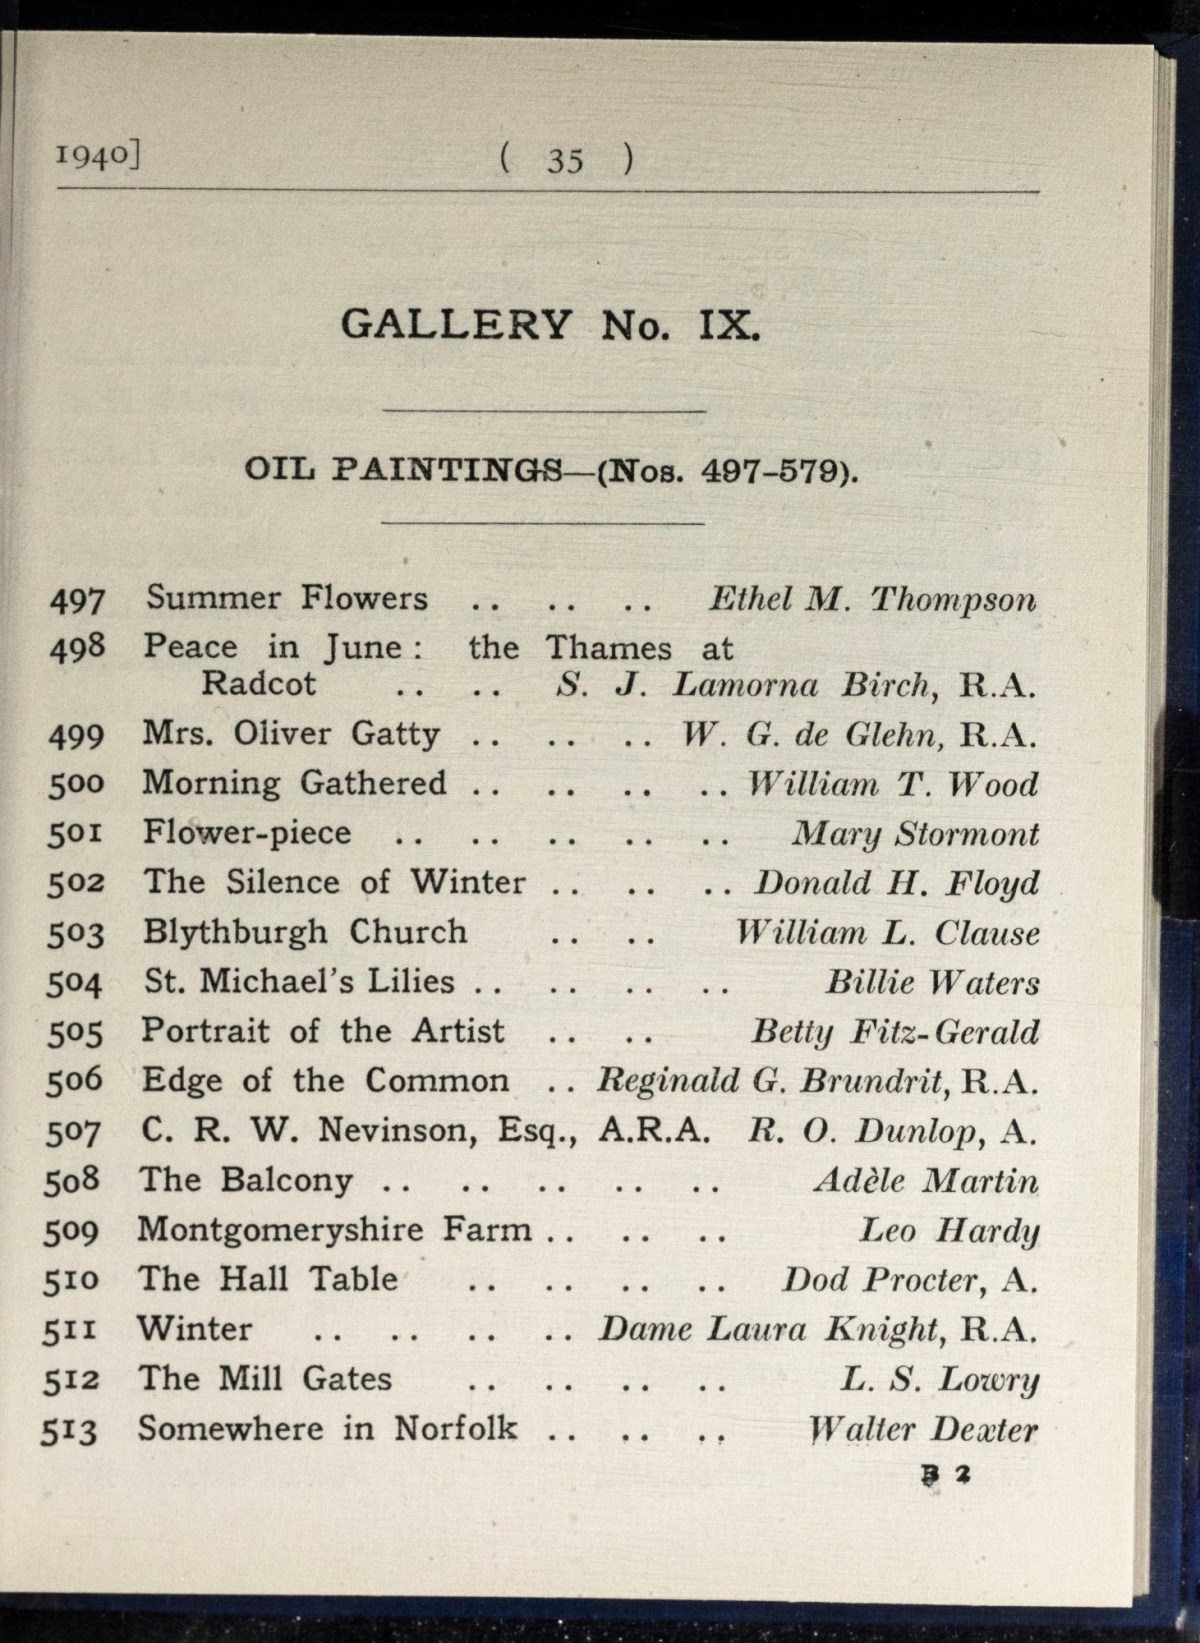 1940]
( 35 )
GALLERY No. IX.
OIL PAINTINGS—(Nos. 497-579).
497 Summer Flowers .. .. .. Ethel M. Thompson
498 Peace in June : the Thames at
Radcot .. .. S. J. Lamorna Birch, R.A.
499 Mrs. Oliver Gatty .. .. .. W. G. de Glehn, R.A.
500 Morning Gathered .. .. .. .. William T. Wood
501 Flower-piece .. .. .. .. .. Mary Stormont
502 The Silence of Winter .. .. .. Donald H. Floyd
503 Blythburgh Church .. .. William L. Clause
504 St. Michael's Lilies .. .. .. .. Billie Waters
505 Portrait of the Artist .. .. Betty Fitz-Gerald
506 Edge of the Common .. Reginald G. Brundrit, R.A.
507 C. R. W. Nevinson, Esq., A.R.A. R. O. Dunlop, A.
508 The Balcony .. .. .. .. .. Adèle Martin
509 Montgomeryshire Farm .. .. .. Leo Hardy
510 The Hall Table .. .. .. .. Dod Procter, A.
511 Winter .. .. .. .. Dame Laura Knight, R.A.
512 The Mill Gates .. .. .. .. L. S. Lowry
513 Somewhere in Norfolk .. .. .. Walter Dexter
B 2